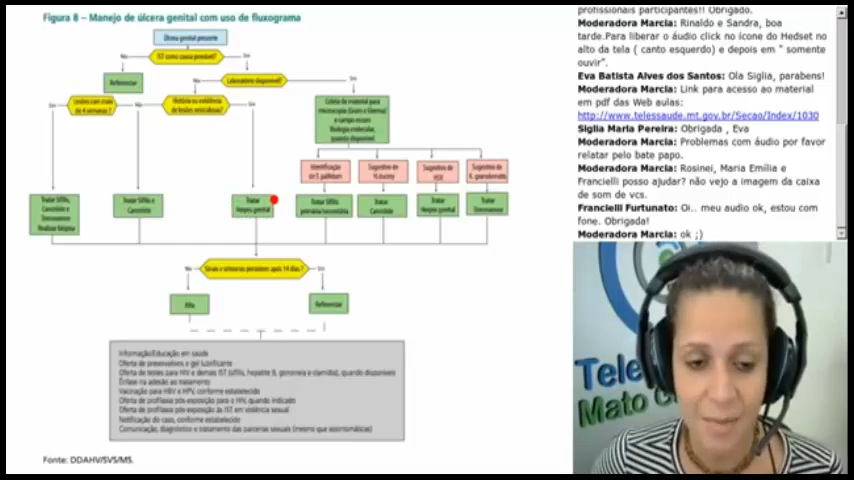 Figura 8 – Manejo de úlcera genital com uso de fluxograma
Úlcera genital presente
Não
IST como causa provável?
Sim
Referenciar
Não
Laboratório disponível?
Sim
Sim
Lesões com mais
de 4 semanas?
Não
História ou evidência
de lesões vesiculosas?
Sim
Coleta de material para
microscopia (Gram e Giemsa)
e campo escuro
Biologia molecular,
quando disponível
Identificação
de T. pallidum
Sugestivo de
H. ducreyi
Sugestivo de
HSV
Sugestivo de
K. granulomatis
Tratar Sífilis,
Cancroide e
Donovanose
Realizar biópsia
Tratar Sífilis e
Cancroide
Tratar
Herpes genital
Tratar Sífilis
primária/secundária
Tratar
Cancroide
Tratar
Herpes genital
Tratar
Donovanose
Não
Sinais e sintomas persistem após 14 dias?
Sim
Alta
Referenciar
Informação/Educação em saúde
Oferta de preservativos e gel lubrificante
Oferta de testes para HIV e demais IST (sífilis, hepatite B, gonorreia e clamídia), quando disponíveis
Ênfase na adesão ao tratamento
Vacinação para HBV e HPV, conforme estabelecido
Oferta de profilaxia pós-exposição para o HIV, quando indicado
Oferta de profilaxia pós-exposição às IST em violência sexual
Notificação do caso, conforme estabelecido
Comunicação, diagnóstico e tratamento das parcerias sexuais (mesmo que assintomáticas)
Fonte: DDAHV/SVS/MS.
profissionais participantes!! Obrigado.
Moderadora Marcia: Rinaldo e Sandra, boa
tarde.Para liberar o áudio click no ícone do Hedset no
alto da tela ( canto esquerdo) e depois em " somente
ouvir".
Eva Batista Alves dos Santos: Ola Siglia, parabens!
Moderadora Marcia: Link para acesso ao material
em pdf das Web aulas:
http://www.telessaude.mt.gov.br/Secao/Index/1030
Siglia Maria Pereira: Obrigada , Eva
Moderadora Marcia: Problemas com áudio por favor
relatar pelo bate papo.
Moderadora Marcia: Rosinei, Maria Emília e
Francielli posso ajudar? não vejo a imagem da caixa
de som de vcs.
Francielli Furtunato: Oi.. meu audio ok, estou com
fone. Obrigada!
Moderadora Marcia: ok ;)
Tele
Mato